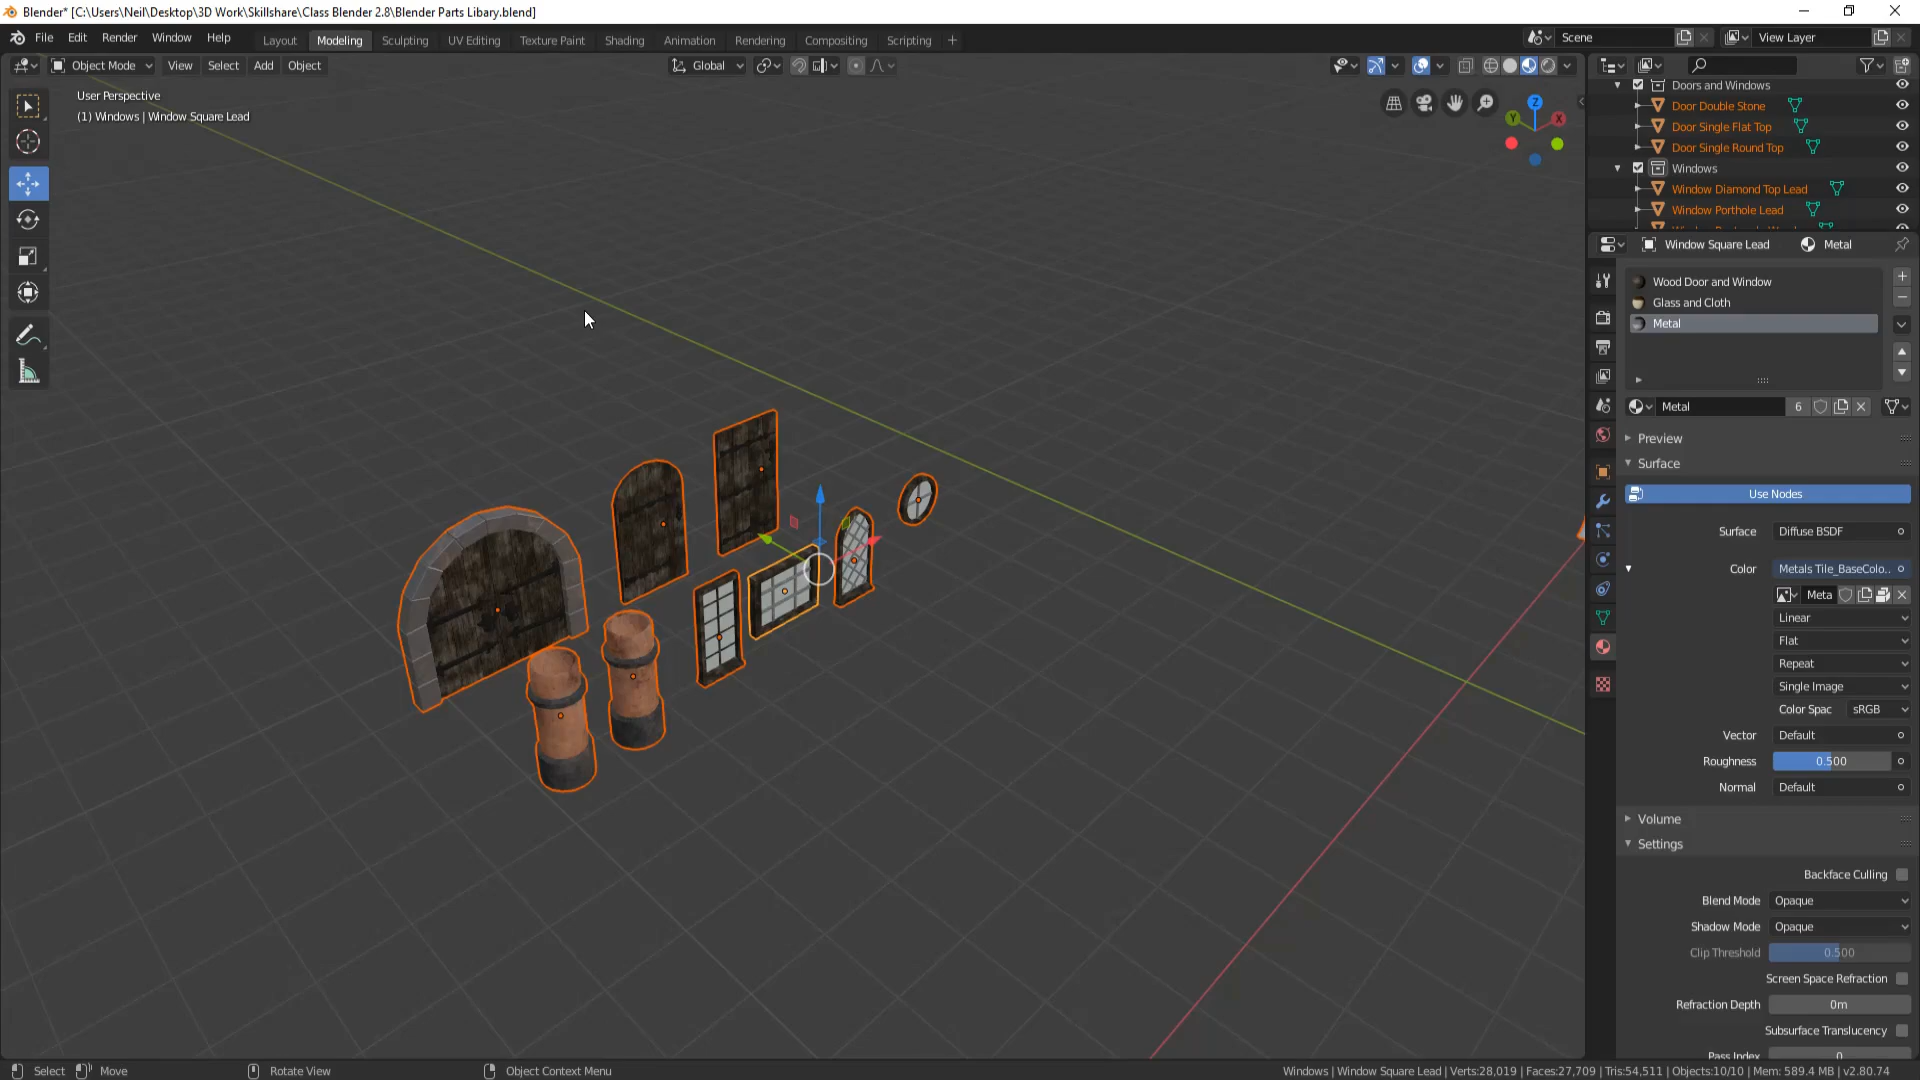 Blender* [C:\Users\Neil\Desktop\3D Work\Skillshare\Class Blender 2.8\Blender Parts Libary.blend]
File Edit Render Window Help Layout Modeling Sculpting UV Editing Texture Paint Shading Animation Rendering Compositing Scripting + Scene View Layer
Object Mode View Select Add Object Global
User Perspective
(1) Windows | Window Square Lead
Z
Y
X
Doors and Windows
Door Double Stone
Door Single Flat Top
Door Single Round Top
Windows
Window Diamond Top Lead
Window Porthole Lead
Window Square Lead Metal
Wood Door and Window
Glass and Cloth
Metal
Metal 6
Preview
Surface
Use Nodes
Surface Diffuse BSDF
Color Metals Tile_BaseColo..
Meta
Linear
Flat
Repeat
Single Image
Color Spac sRGB
Vector Default
Roughness 0.500
Normal Default
Volume
Settings
Backface Culling
Blend Mode Opaque
Shadow Mode Opaque
Clip Threshold 0.500
Screen Space Refraction
Refraction Depth 0m
Subsurface Translucency
Pass Index 0
Select Move Rotate View Object Context Menu Windows | Window Square Lead | Verts:28,019 | Faces:27,709 | Tris:54,511 | Objects:10/10 | Mem: 589.4 MB | v2.80.74